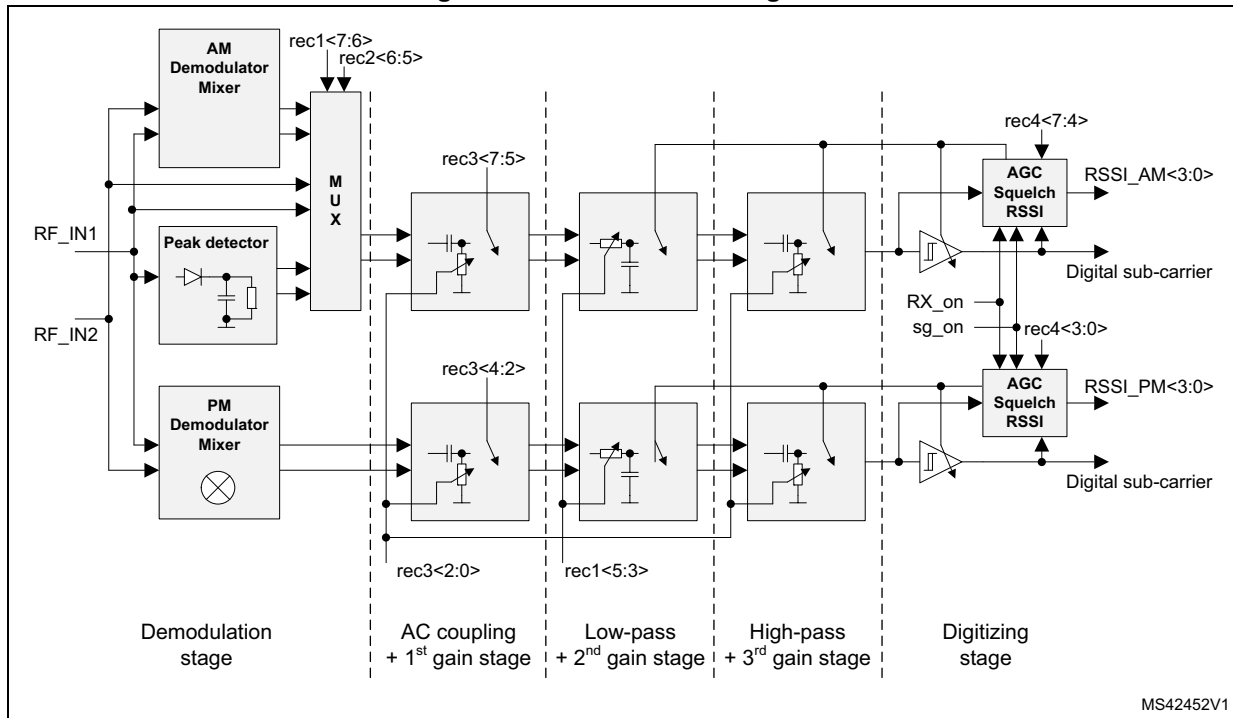 rec1<7:6>
rec2<6:5>
AM
Demodulator
Mixer
M
U
X
rec3<7:5>
rec4<7:4>
AGC
Squelch
RSSI
RSSI_AM<3:0>
RF_IN1
Peak detector
Digital sub-carrier
RX_on
RF_IN2
sg_on
rec4<3:0>
rec3<4:2>
AGC
Squelch
RSSI
RSSI_PM<3:0>
PM
Demodulator
Mixer
Digital sub-carrier
rec3<2:0>
rec1<5:3>
Demodulation
stage
AC coupling
+ 1st gain stage
Low-pass
+ 2nd gain stage
High-pass
+ 3rd gain stage
Digitizing
stage
MS42452V1